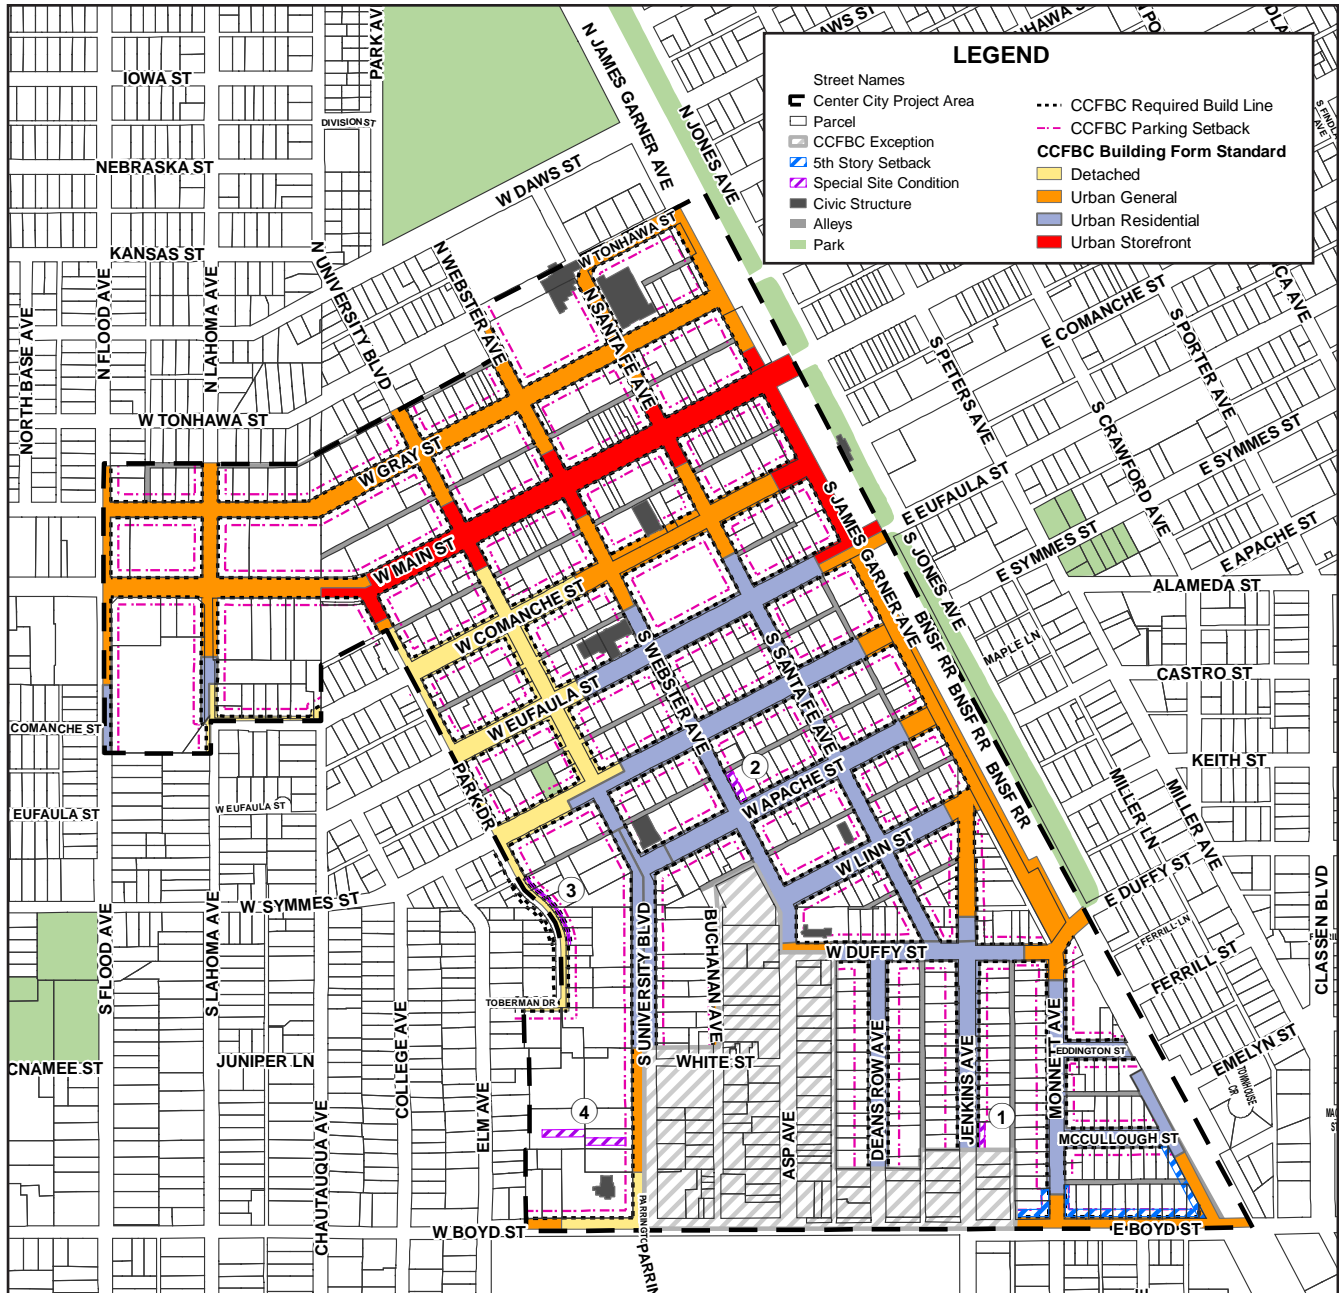 IOWA ST
NEBRASKA ST
KANSAS ST
PARK AV
DIVISION ST
N JAMES GARNER AVE
N JONES AVE
W DAWS ST
AWS ST
LEGEND
Street Names
Center City Project Area
Parcel
CCFBC Exception
5th Story Setback
Special Site Condition
Civic Structure
Alleys
Park
CCFBC Required Build Line
CCFBC Parking Setback
CCFBC Building Form Standard
Detached
Urban General
Urban Residential
Urban Storefront
NORTH BASE AVE
N FLOOD AVE
N LAHOMA AVE
N UNIVERSITY BLVD
N WEBSTER AVE
W TONHAWA ST
N SANTA FE AVE
W TONHAWA ST
W GRAY ST
W MAIN ST
W COMANCHE ST
W EUFAULA ST
S PETERS AVE
E COMANCHE ST
S PORTER AVE
S CRAWFORD AVE
E SYMMES ST
E EUFAULA ST
E SYMMES ST
E APACHE ST
ALAMEDA ST
CASTRO ST
KEITH ST
MAPLE LN
S JAMES GARNER AVE
S JONES AVE
BNSF RR
BNSF RR
BNSF RR
S WEBSTER AVE
S SANTA FE AVE
2
W APACHE ST
W LINN ST
COMANCHE ST
EUFAULA ST
W EUFAULA ST
PARK DR
W SYMMES ST
3
MILLER LN
MILLER AVE
E DUFFY ST
FERRILL LN
FERRILL ST
CLASSEN BLVD
EMELYN ST
TOWNHOUSE CR
S FLOOD AVE
S LAHOMA AVE
CHAUTAUQUA AVE
COLLEGE AVE
ELM AVE
TOBERMAN DR
S UNIVERSITY BLVD
BUCHANAN AVE
W DUFFY ST
WHITE ST
ASP AVE
DEANS ROW AVE
JENKINS AVE
MONNETT AVE
EDDINGTON ST
MCCULLOUGH ST
1
4
CNAMEE ST
JUNIPER LN
W BOYD ST
E BOYD ST
PARRIN